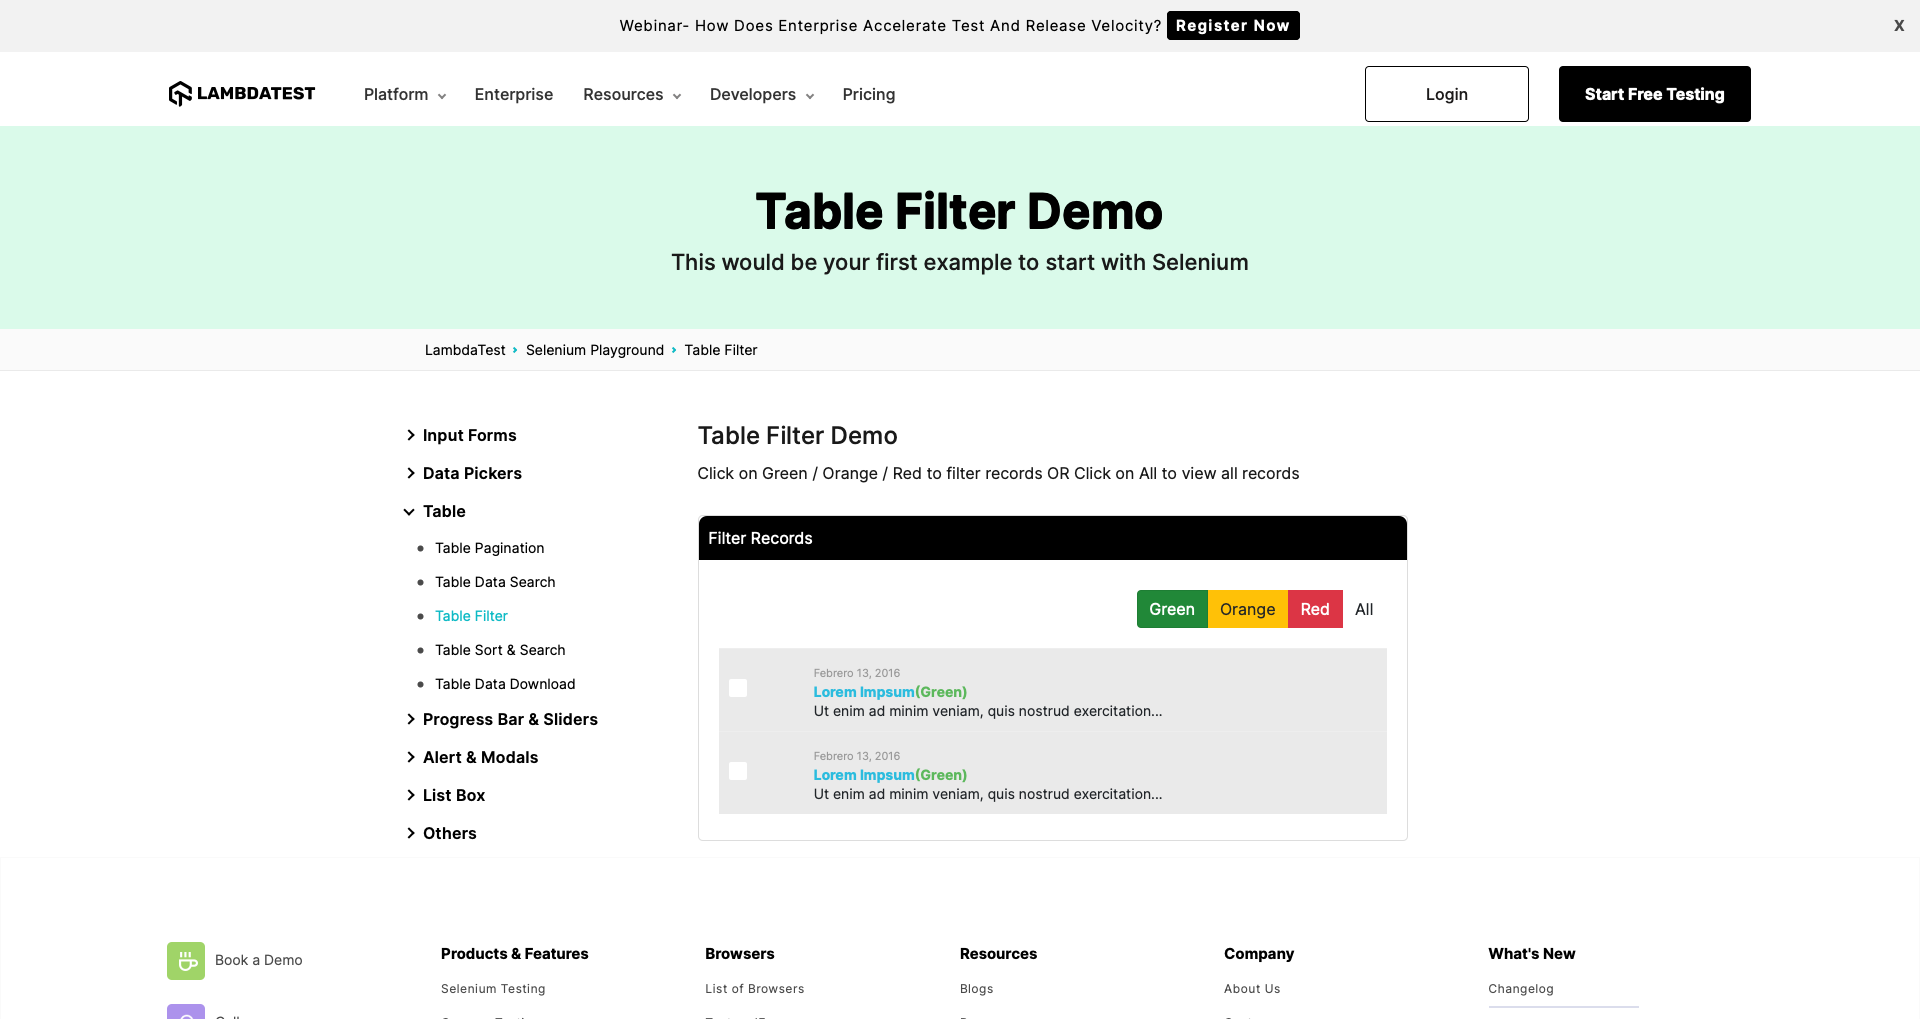 Webinar- How Does Enterprise Accelerate Test And Release Velocity? Register Now X
LAMBDATEST Platform Enterprise Resources Developers Pricing Login Start Free Testing
Table Filter Demo
This would be your first example to start with Selenium
LambdaTest Selenium Playground Table Filter
Input Forms
Data Pickers
Table
Table Pagination
Table Data Search
Table Filter
Table Sort & Search
Table Data Download
Progress Bar & Sliders
Alert & Modals
List Box
Others
Table Filter Demo
Click on Green / Orange / Red to filter records OR Click on All to view all records
Filter Records
Green Orange Red All
Febrero 13, 2016
Lorem Impsum(Green)
Ut enim ad minim veniam, quis nostrud exercitation...
Febrero 13, 2016
Lorem Impsum(Green)
Ut enim ad minim veniam, quis nostrud exercitation...
Book a Demo
Products & Features
Selenium Testing
Browsers
List of Browsers
Resources
Blogs
Company
About Us
What's New
Changelog